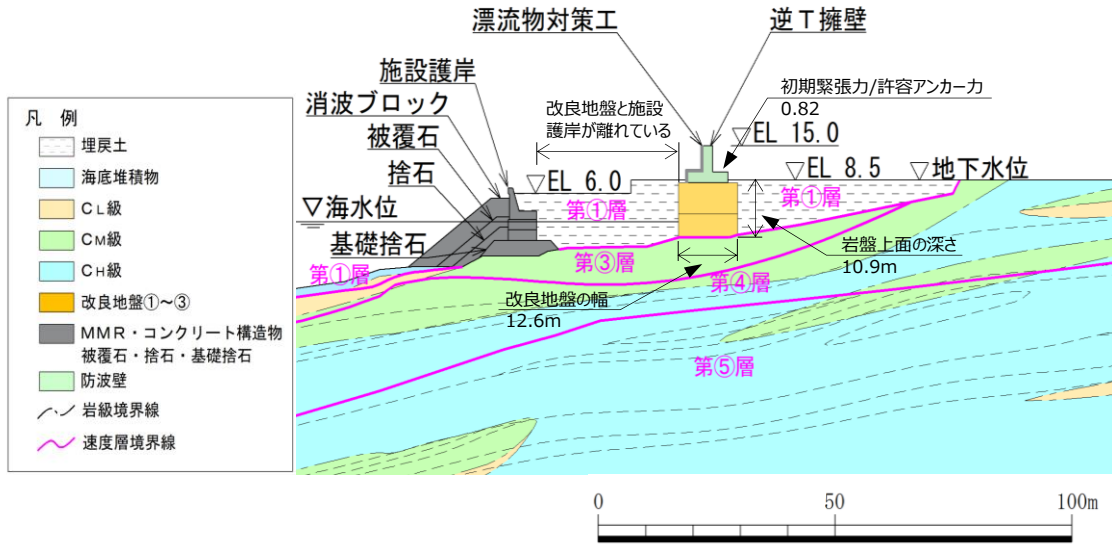 漂流物対策工
逆T擁壁
施設護岸
消波ブロック
被覆石
捨石
▽海水位
基礎捨石
改良地盤と施設
護岸が離れている
初期緊張力/許容アンカー力
0.82
▽EL 15.0
▽EL 6.0
▽EL 8.5
▽地下水位
第①層
第①層
第①層
第③層
第④層
第⑤層
岩盤上面の深さ
10.9m
改良地盤の幅
12.6m
凡 例
埋戻土
海底堆積物
CL級
CM級
CH級
改良地盤①~③
MMR・コンクリート構造物
被覆石・捨石・基礎捨石
防波壁
岩級境界線
速度層境界線
0
50
100m